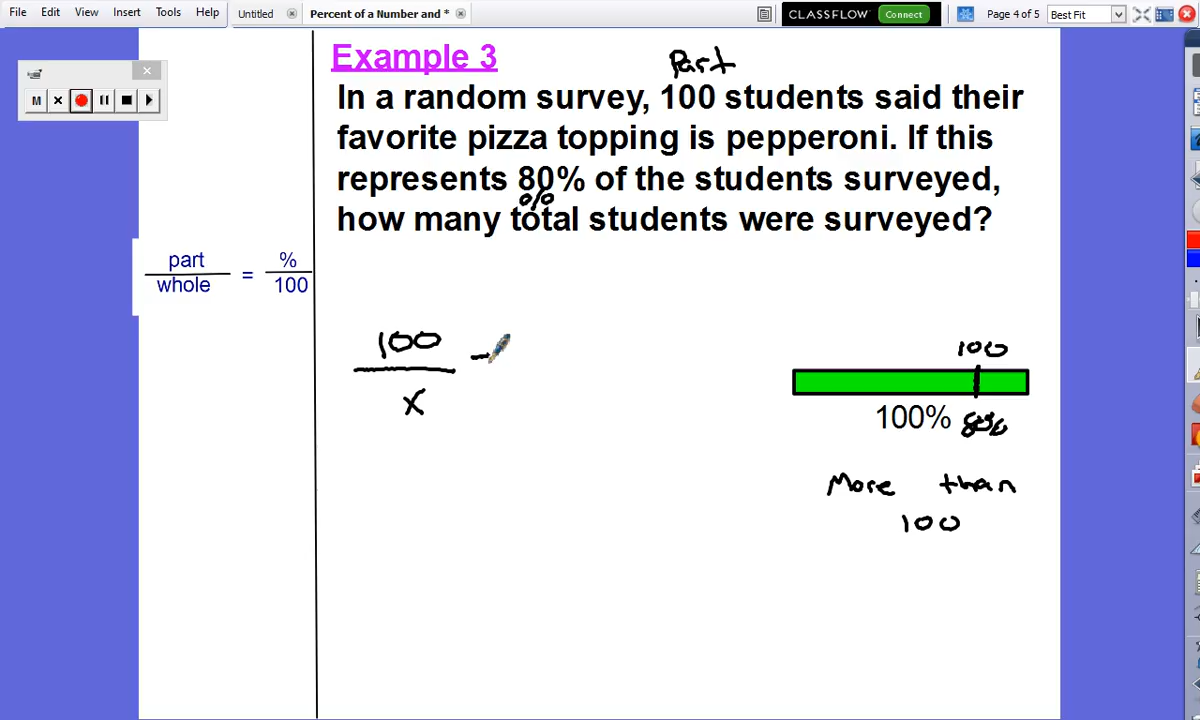 File Edit View Insert Tools Help Untitled Percent of a Number and * CLASSFLOW Connect Page 4 of 5 Best Fit
M
Example 3
Part
In a random survey, 100 students said their
favorite pizza topping is pepperoni. If this
represents 80% of the students surveyed,
%
how many total students were surveyed?
part % 
whole = 100
100
x
100
100% 80%
More than
100